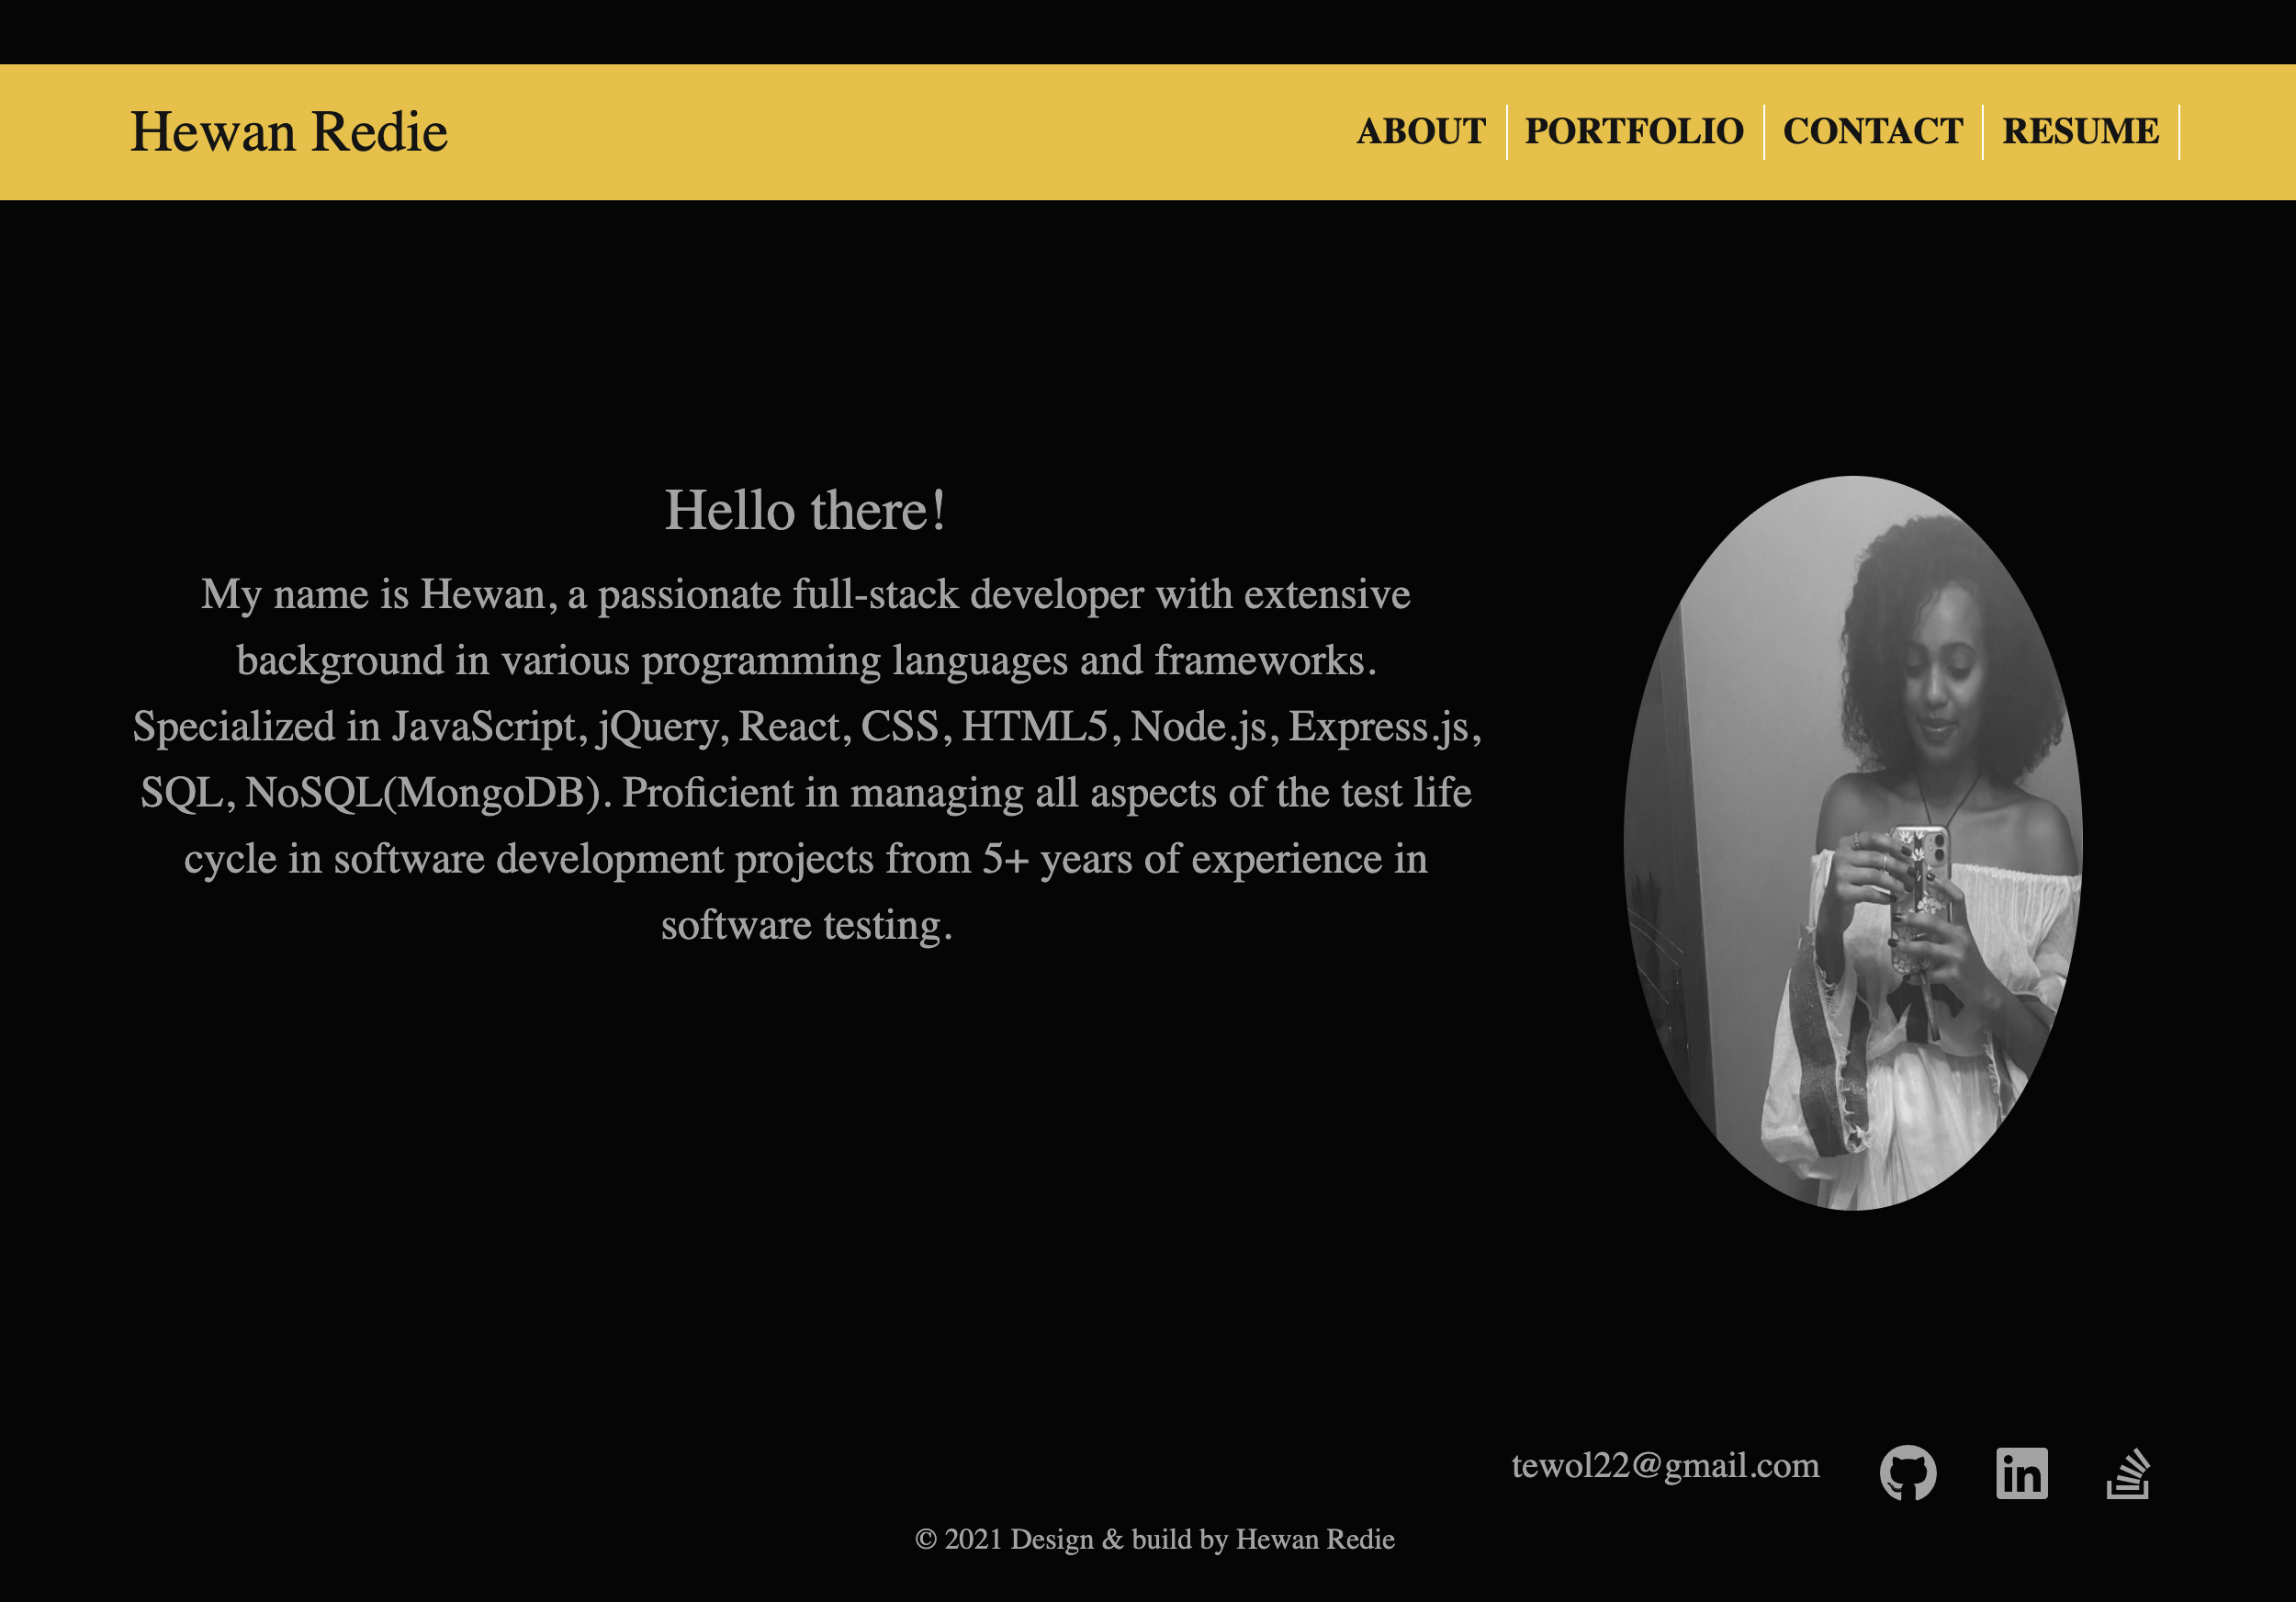 Hewan Redie
ABOUT PORTFOLIO CONTACT RESUME
Hello there!
My name is Hewan, a passionate full-stack developer with extensive
background in various programming languages and frameworks.
Specialized in JavaScript, jQuery, React, CSS, HTML5, Node.js, Express.js,
SQL, NoSQL(MongoDB). Proficient in managing all aspects of the test life
cycle in software development projects from 5+ years of experience in
software testing.
tewol22@gmail.com
in
© 2021 Design & build by Hewan Redie